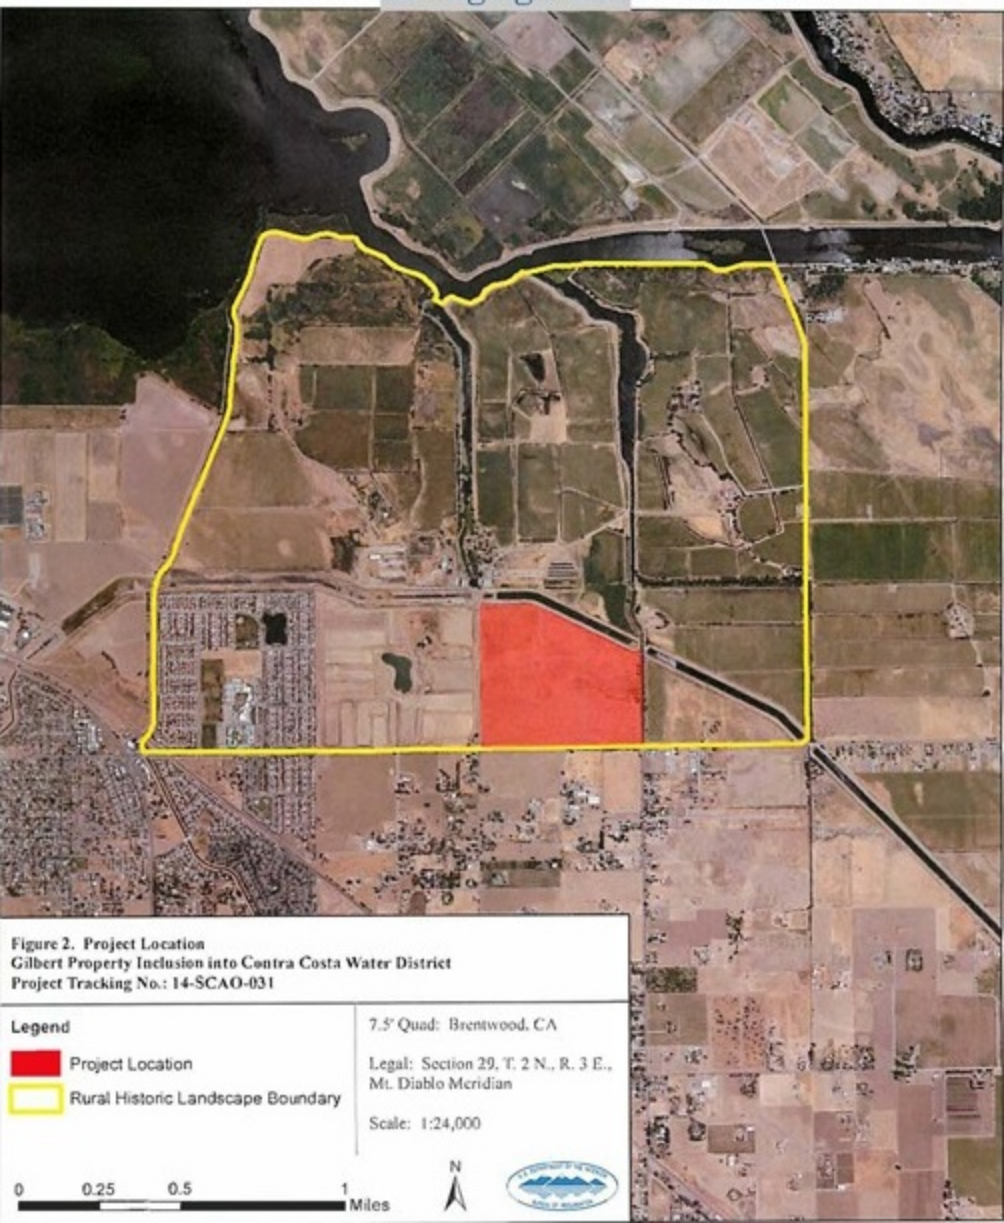 Figure 2. Project Location
Gilbert Property Inclusion into Contra Costa Water District
Project Tracking No.: 14-SCAO-031
Legend
Project Location
Rural Historic Landscape Boundary
7.5' Quad: Brentwood, CA
Legal: Section 29, T. 2 N., R. 3 E.,
Mt. Diablo Meridian
Scale: 1:24,000
0 0.25 0.5 1
Miles
N